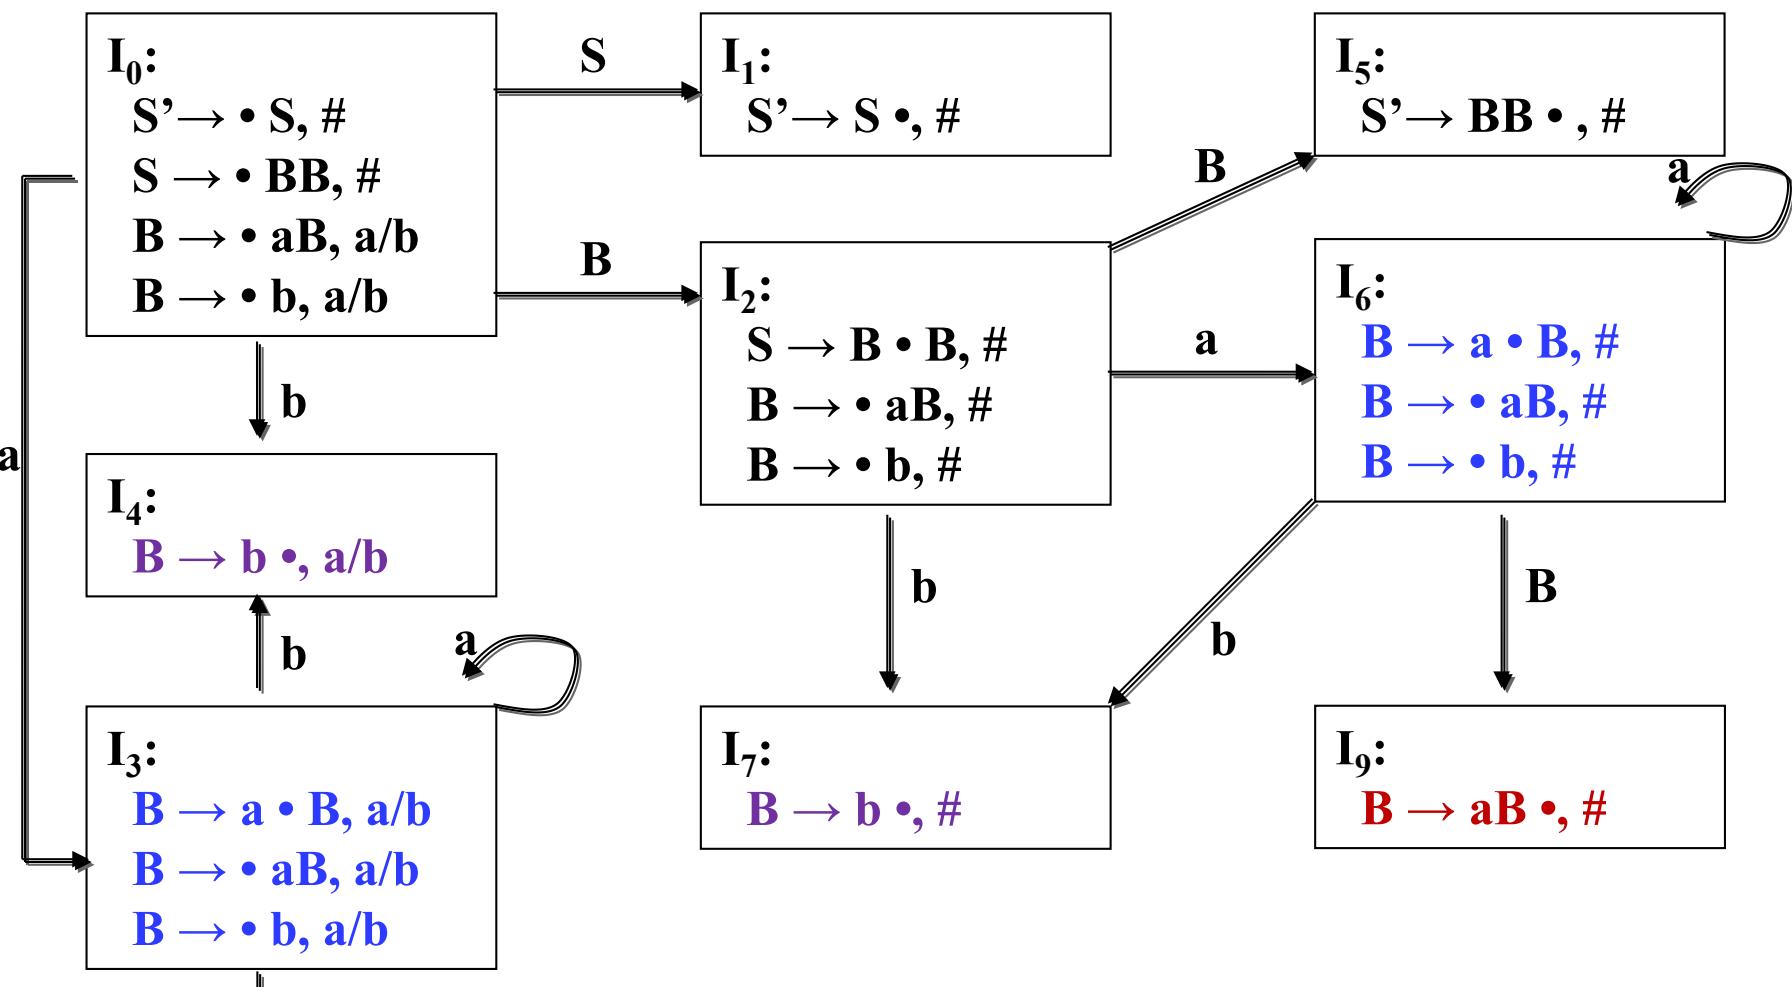 I₀:
S’→ • S, #
S → • BB, #
B → • aB, a/b
B → • b, a/b
S
I₁:
S’→ S •, #
I₅:
S’→ BB • , #
B
B
a
I₂:
S → B • B, #
B → • aB, #
B → • b, #
a
I₆:
B → a • B, #
B → • aB, #
B → • b, #
b
a
I₄:
B → b •, a/b
b
a
b
b
B
I₃:
B → a • B, a/b
B → • aB, a/b
B → • b, a/b
I₇:
B → b •, #
I₉:
B → aB •, #